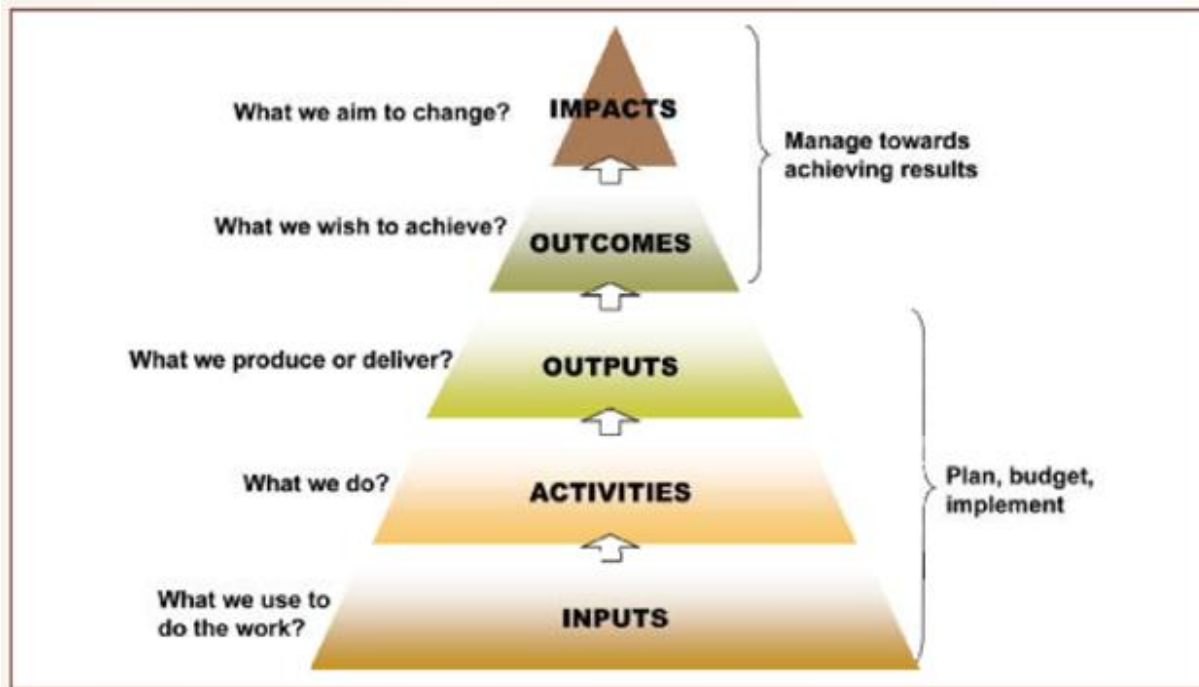 What we aim to change?
IMPACTS
Manage towards
achieving results
What we wish to achieve?
OUTCOMES
What we produce or deliver?
OUTPUTS
What we do?
ACTIVITIES
Plan, budget,
implement
What we use to
do the work?
INPUTS